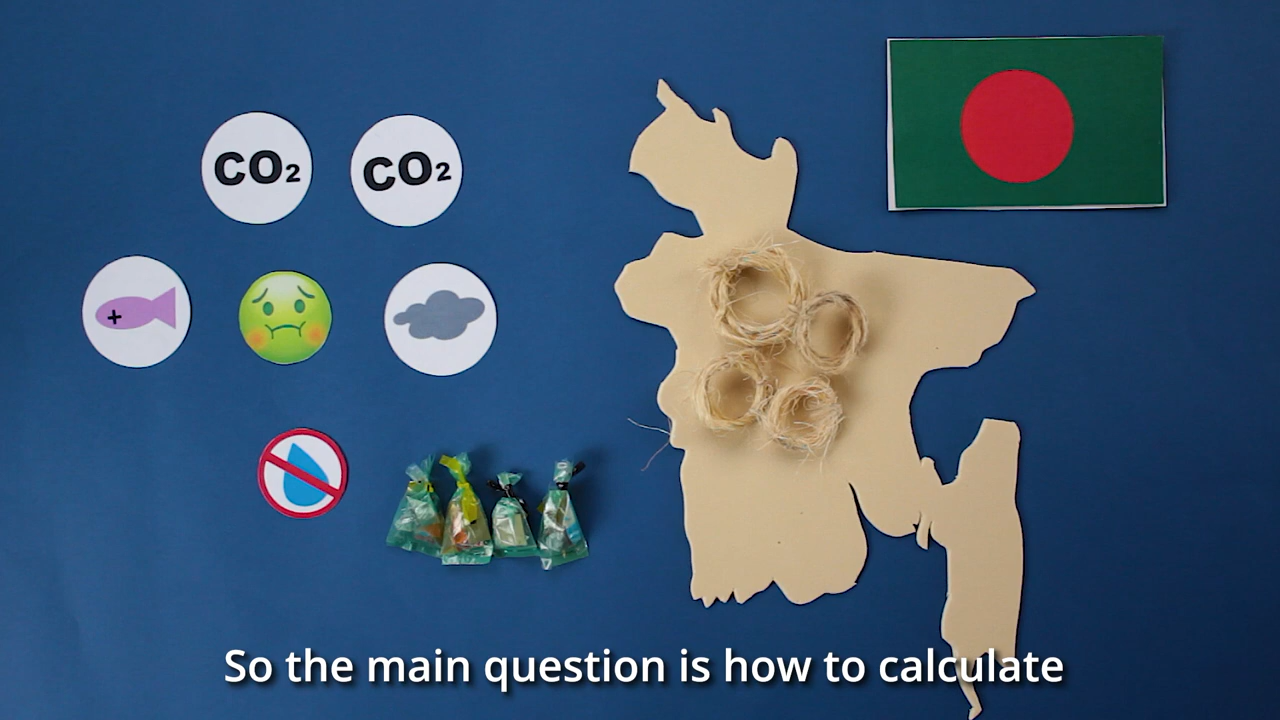 CO₂
CO₂
So the main question is how to calculate